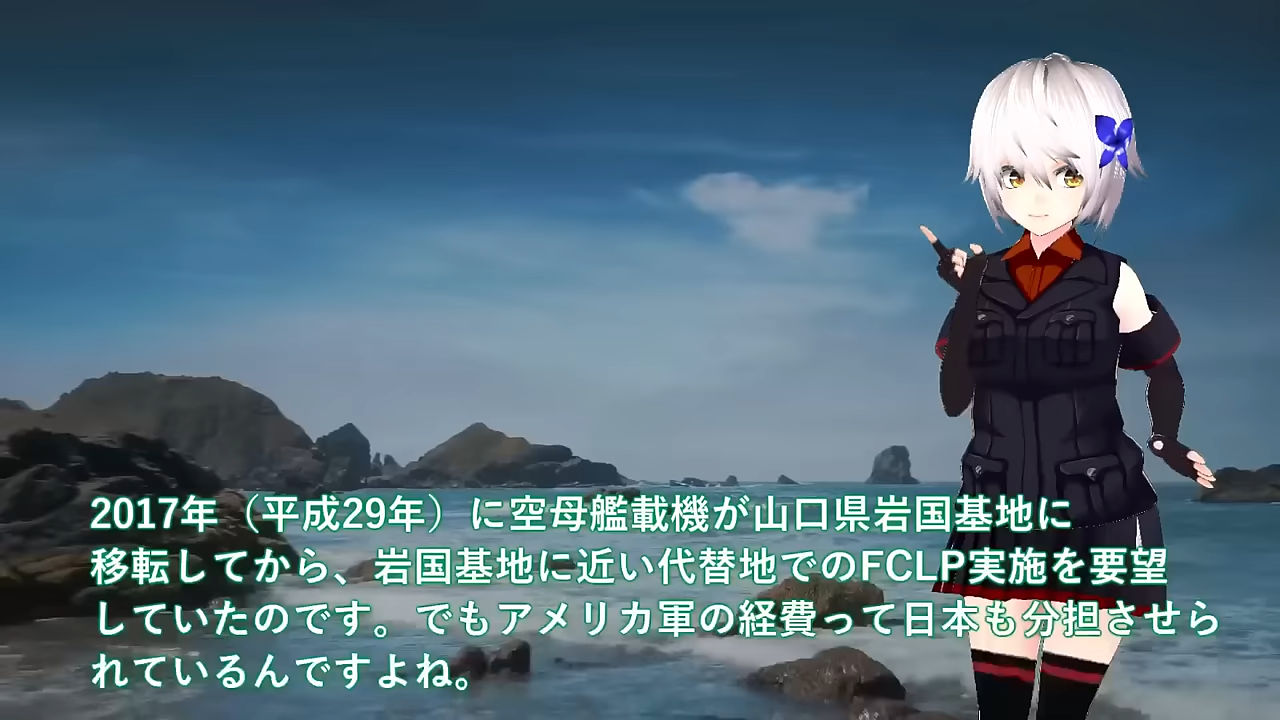 2017年（平成29年）に空母艦載機が山口県岩国基地に
移転してから、岩国基地に近い代替地でのFCLP実施を要望
していたのです。でもアメリカ軍の経費って日本も分担させら
れているんですよね。